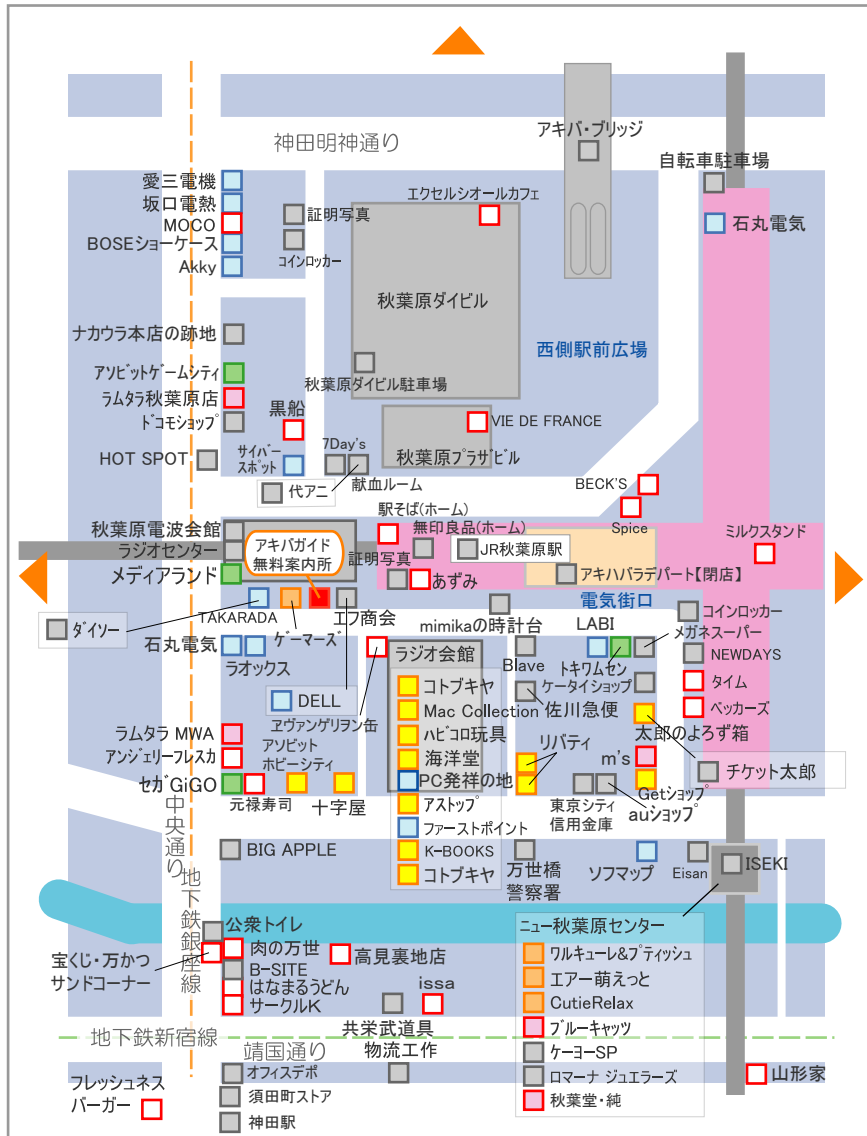 神田明神通り
アキバ・ブリッジ
自転車駐車場
愛三電機
坂口電熱
MOCO
BOSEショーケース
Akky
証明写真
コインロッカー
エクセルシオールカフェ
石丸電気
秋葉原ダイビル
西側駅前広場
ナカウラ本店の跡地
アソビットゲームシティ
ラムタラ秋葉原店
ドコモショップ
HOT SPOT
黒船
サイバー
スポット
秋葉原ダイビル駐車場
VIE DE FRANCE
秋葉原プラザビル
7Day's
献血ルーム
代アニ
BECK'S
Spice
駅そば(ホーム)
無印良品(ホーム)
JR秋葉原駅
ミルクスタンド
秋葉原電波会館
ラジオセンター
メディアランド
アキバガイド
無料案内所
証明写真
あずみ
アキハバラデパート【閉店】
電気街口
ダイソー
TAKARADA
ゲーマーズ
エフ商会
mimikaの時計台
LABI
コインロッカー
メガネスーパー
石丸電気
ラオックス
DELL
ヱヴァンゲリヲン缶
ラジオ会館
コトブキヤ
Mac Collection
ハビコロ玩具
海洋堂
PC発祥の地
アストップ
ファーストポイント
K-BOOKS
コトブキヤ
Blave
佐川急便
トキワムセン
ケータイショップ
NEWDAYS
タイム
ベッカーズ
太郎のよろず箱
チケット太郎
リバティ
m's
Getショップ
auショップ
東京シティ
信用金庫
ラムタラ MWA
アンジェリーフレスカ
セガGiGO
元禄寿司
アソビット
ホビーシティ
十字屋
中央通り
地下鉄銀座線
BIG APPLE
万世橋
警察署
ソフマップ
Eisan
ISEKI
公衆トイレ
宝くじ・万かつ
サンドコーナー
肉の万世
B-SITE
はなまるうどん
サークルK
高見裏地店
issa
共栄武道具
ニュー秋葉原センター
ワルキューレ&プティッシュ
エアー萌えっと
CutieRelax
ブルーキャッツ
ケーヨーSP
ロマーナ ジュエラーズ
秋葉堂・純
地下鉄新宿線
靖国通り
物流工作
オフィスデポ
須田町ストア
神田駅
フレッシュネス
バーガー
山形家